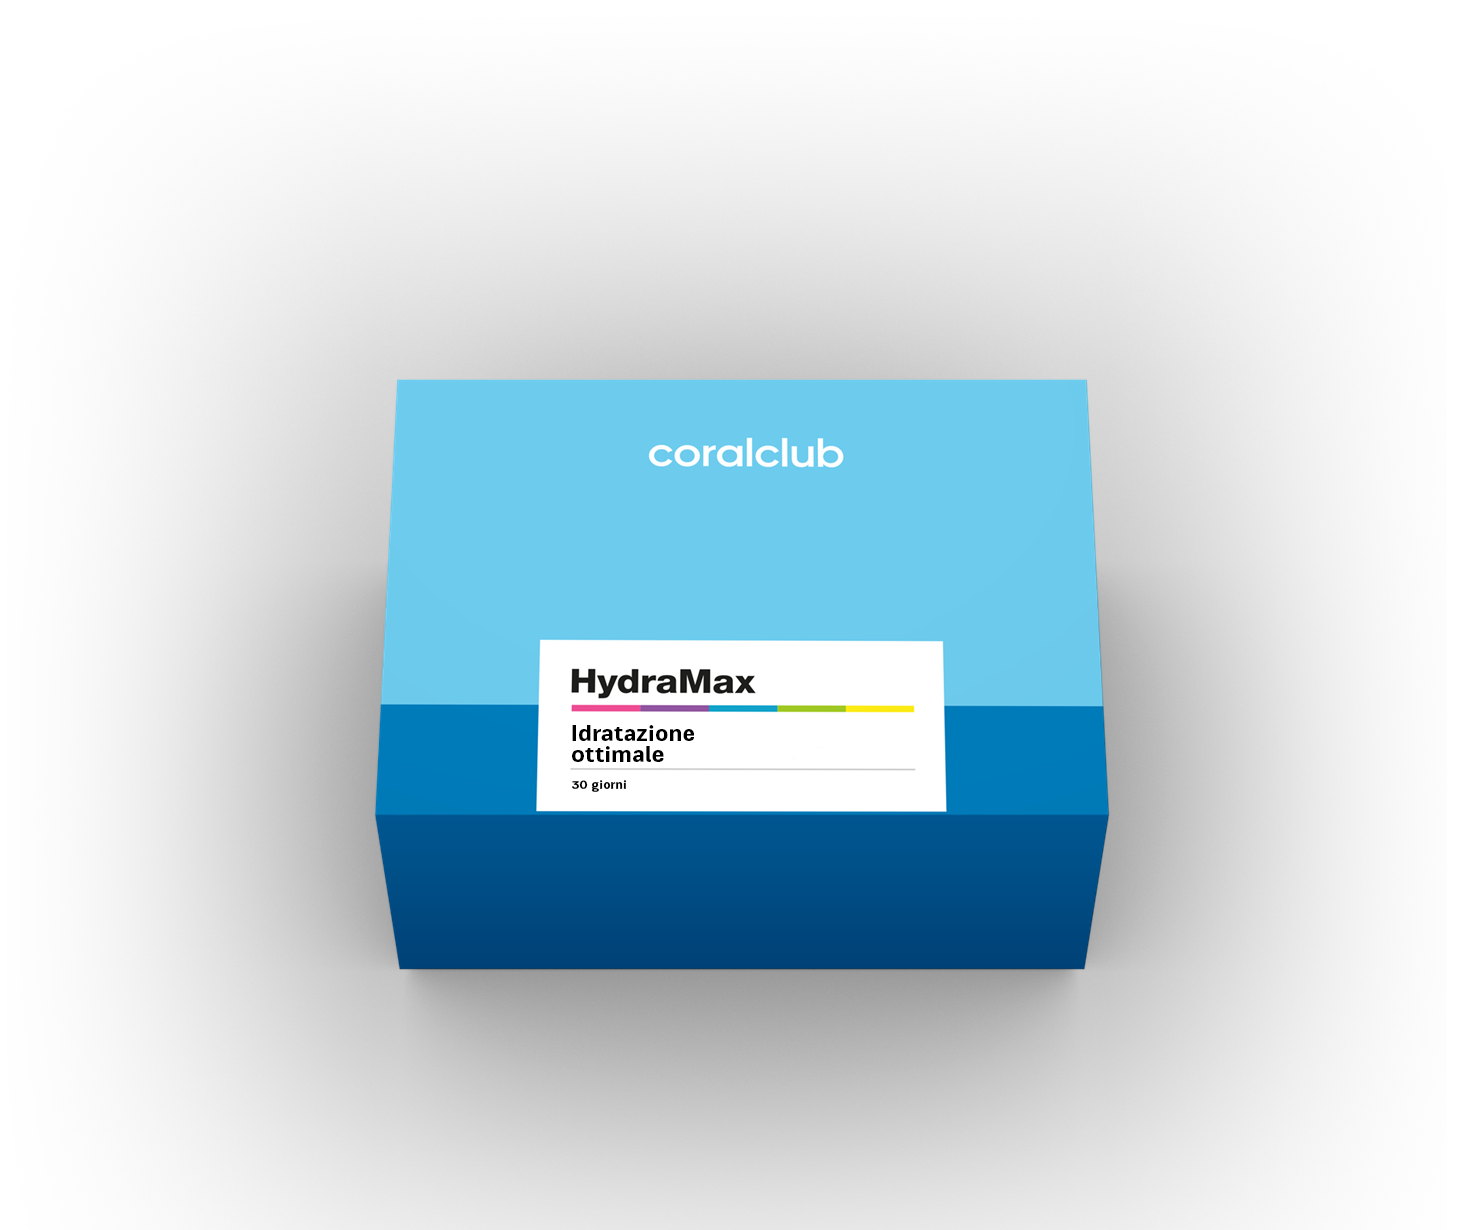 coralclub
HydraMax
Idratazione
ottimale
30 giorni